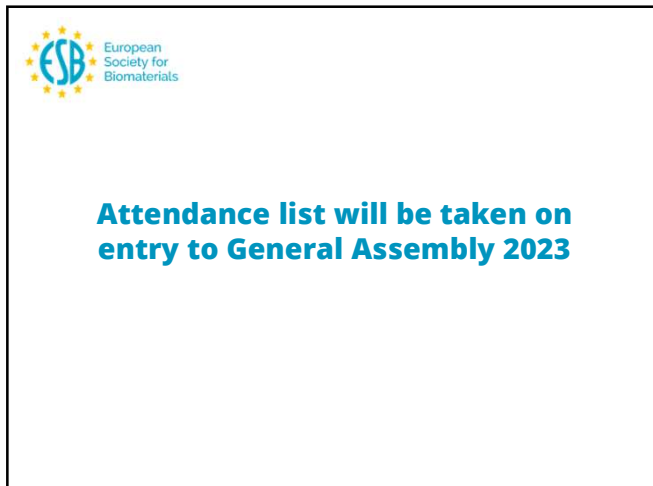 ESB
European
Society for
Biomaterials
Attendance list will be taken on
entry to General Assembly 2023